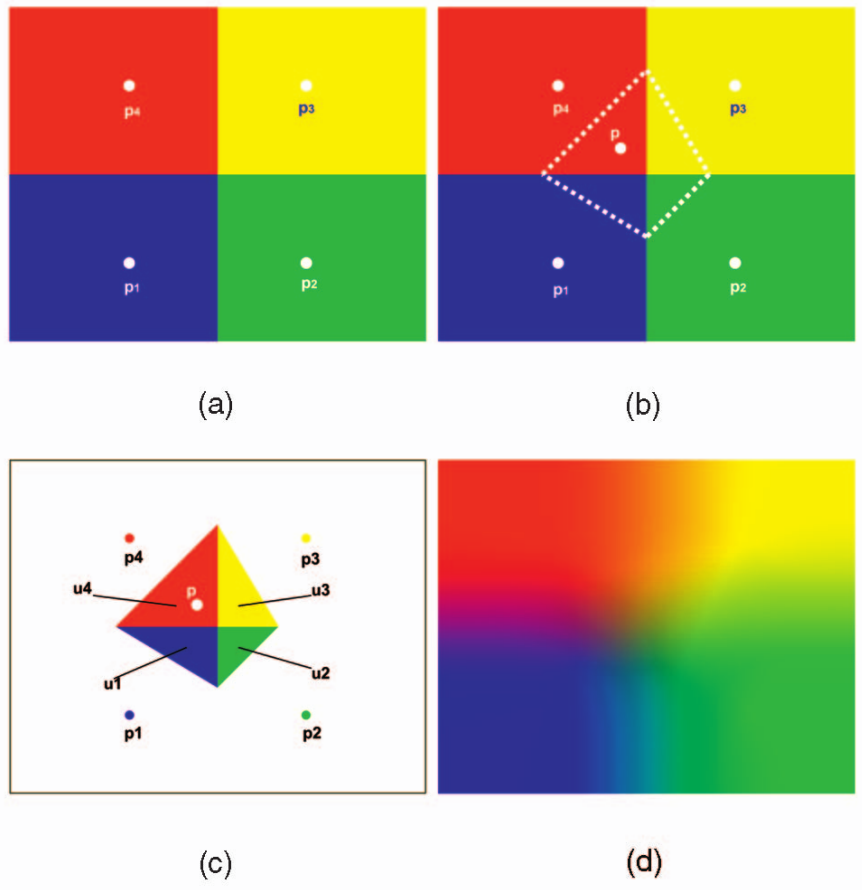 p4 p3 p4 p3
p
p1 p2 p1 p2
(a) (b)
p4 p3
u4 p u3
u1 u2
p1 p2
(c) (d)